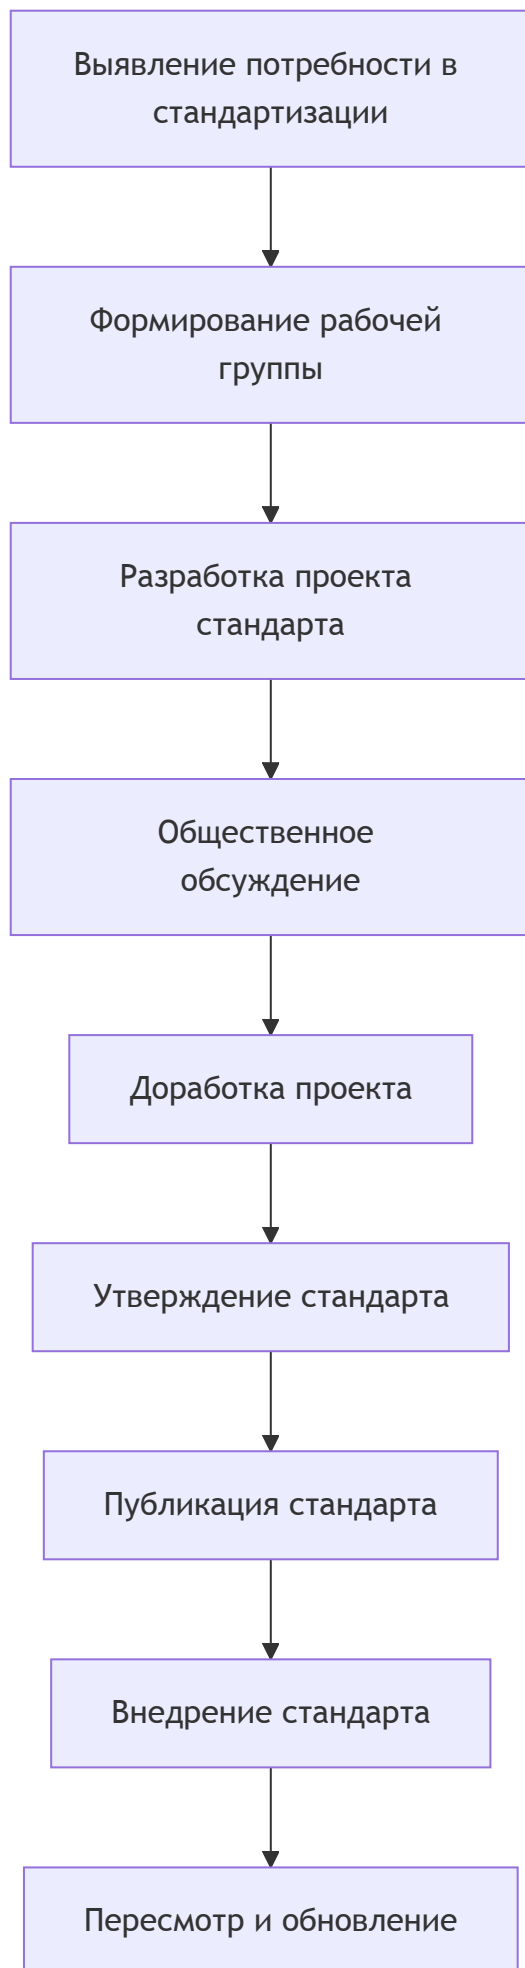 Выявление потребности в
стандартизации
Формирование рабочей
группы
Разработка проекта
стандарта
Общественное
обсуждение
Доработка проекта
Утверждение стандарта
Публикация стандарта
Внедрение стандарта
Пересмотр и обновление